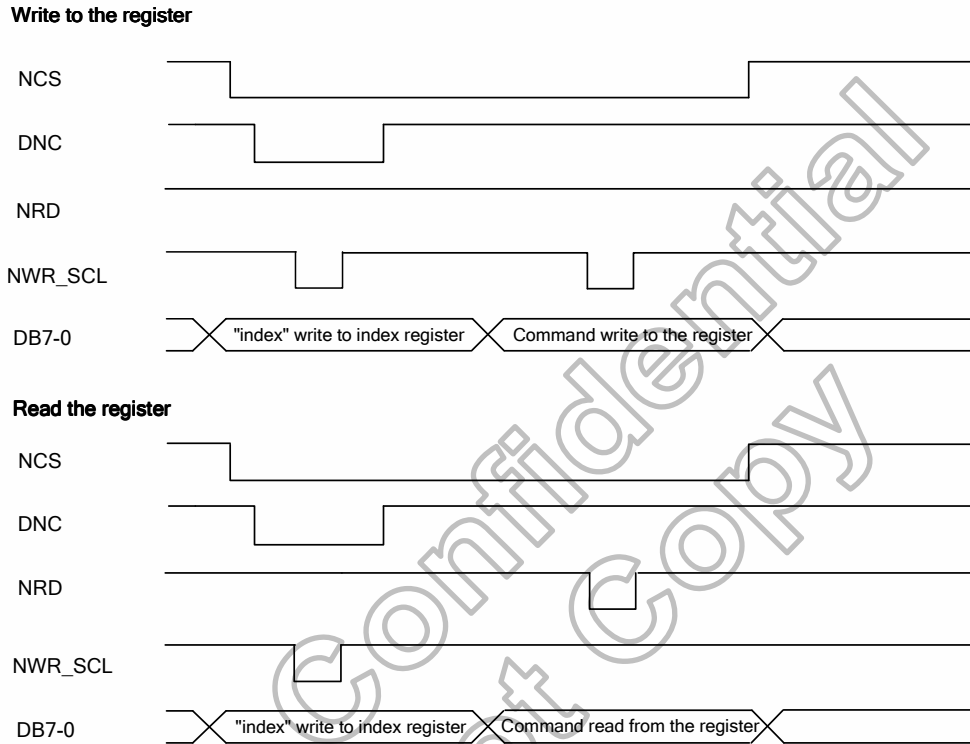 Write to the register
NCS
DNC
NRD
NWR_SCL
DB7-0
"index" write to index register
Command write to the register
Read the register
NCS
DNC
NRD
NWR_SCL
DB7-0
"index" write to index register
Command read from the register
Confidential
Copy